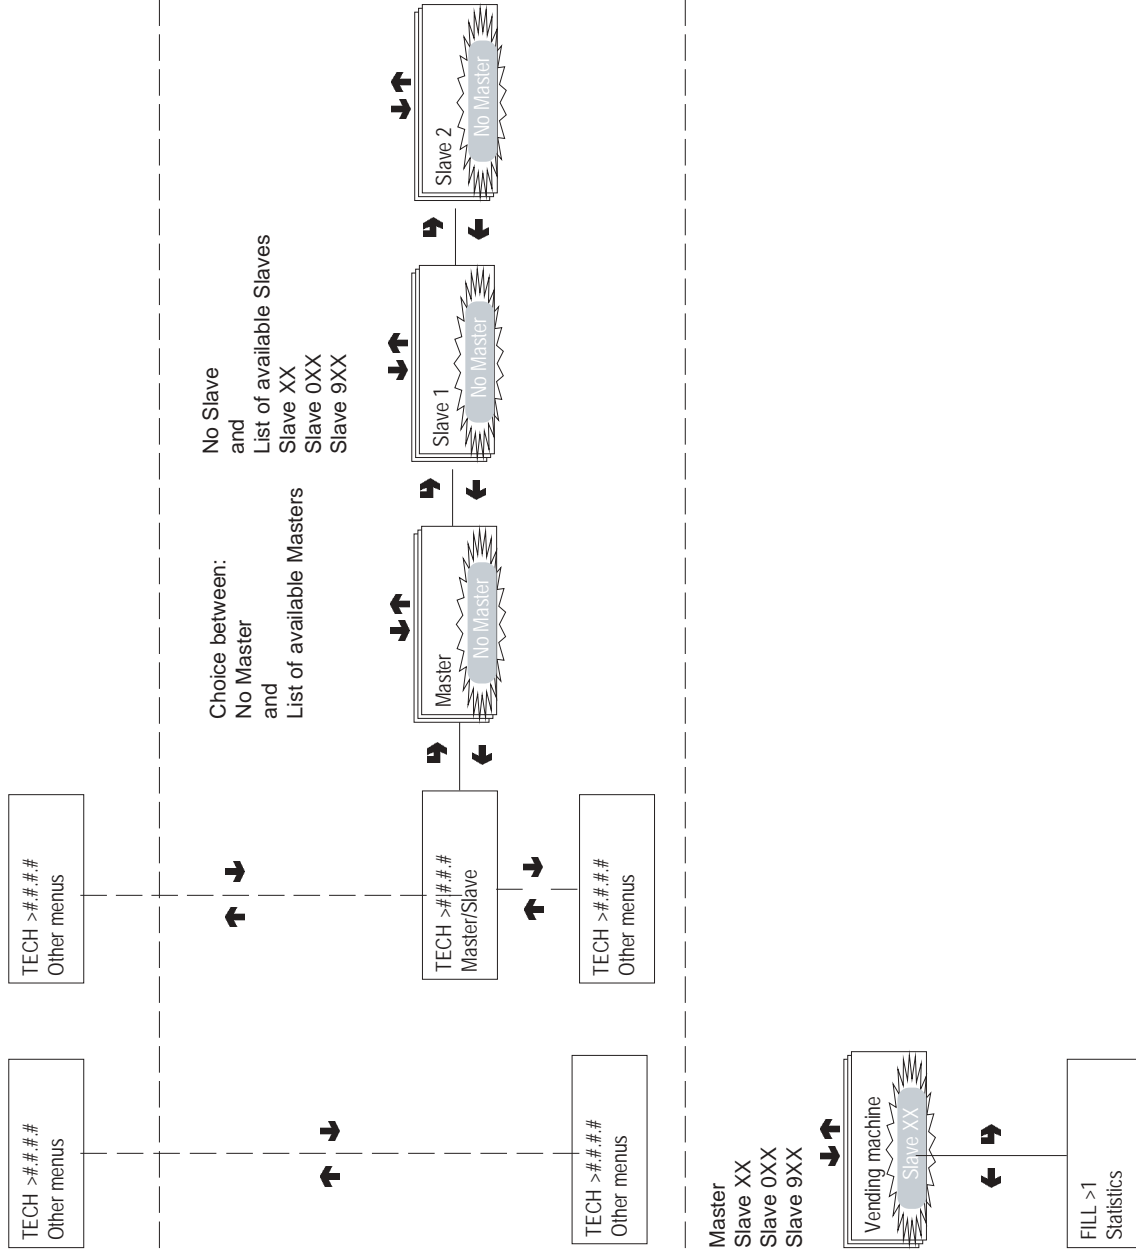 TECH >#.#.#.#
Other menus
TECH >#.#.#.#
Other menus
Choice between:
No Master
and
List of available Masters
No Slave
and
List of available Slaves
Slave XX
Slave 0XX
Slave 9XX
TECH >#.#.#.#
Master/Slave
Master
No Master
Slave 1
No Master
Slave 2
No Master
TECH >#.#.#.#
Other menus
TECH >#.#.#.#
Other menus
Master
Slave XX
Slave 0XX
Slave 9XX
Vending machine
Slave XX
FILL >1
Statistics